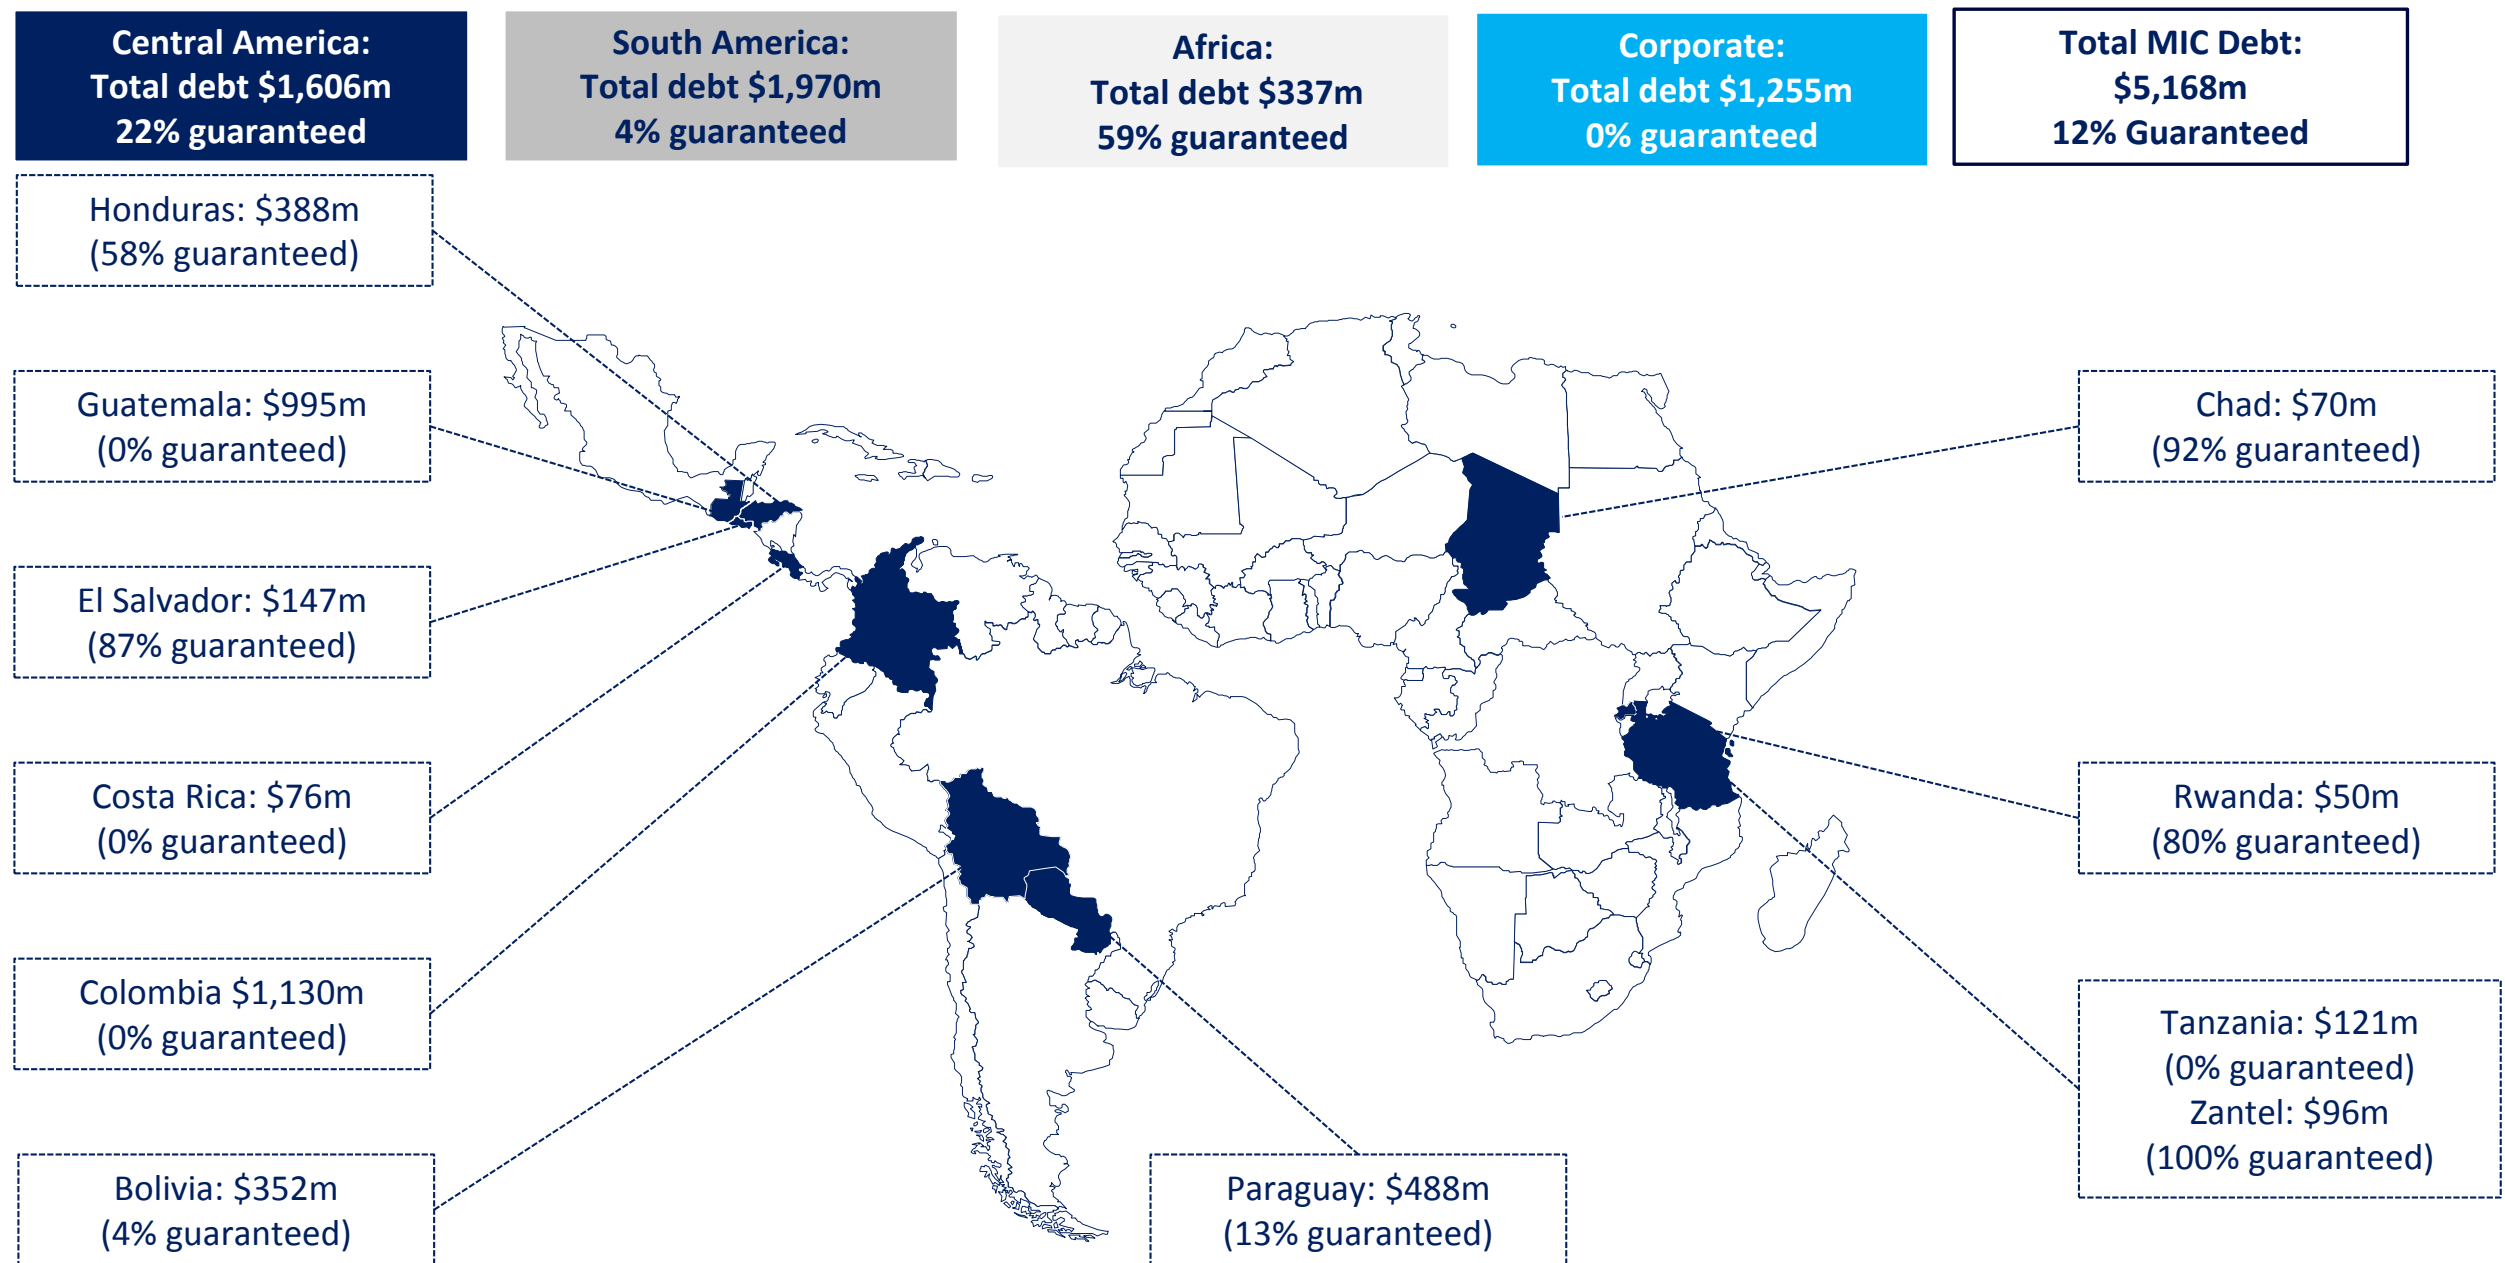 Central America:
Total debt $1,606m
22% guaranteed
South America:
Total debt $1,970m
4% guaranteed
Africa:
Total debt $337m
59% guaranteed
Corporate:
Total debt $1,255m
0% guaranteed
Total MIC Debt:
$5,168m
12% Guaranteed
Honduras: $388m
(58% guaranteed)
Guatemala: $995m
(0% guaranteed)
El Salvador: $147m
(87% guaranteed)
Costa Rica: $76m
(0% guaranteed)
Colombia $1,130m
(0% guaranteed)
Bolivia: $352m
(4% guaranteed)
Paraguay: $488m
(13% guaranteed)
Chad: $70m
(92% guaranteed)
Rwanda: $50m
(80% guaranteed)
Tanzania: $121m
(0% guaranteed)
Zantel: $96m
(100% guaranteed)